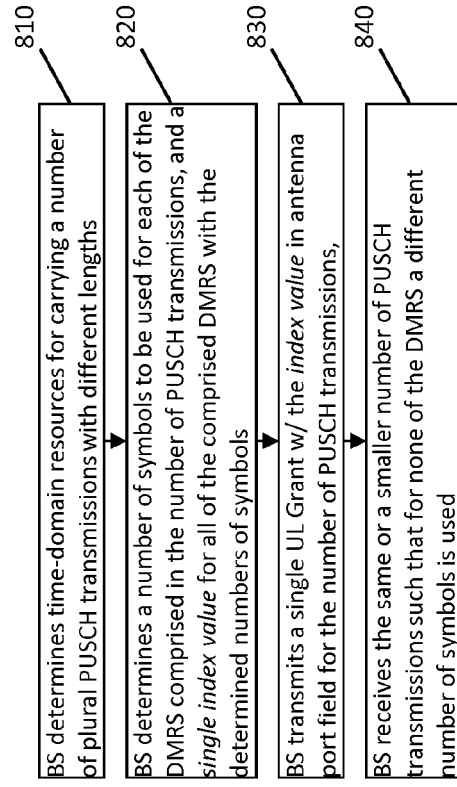 810
BS determines time-domain resources for carrying a number
of plural PUSCH transmissions with different lengths
820
BS determines a number of symbols to be used for each of the
DMRS comprised in the number of PUSCH transmissions, and a
single index value for all of the comprised DMRS with the
determined numbers of symbols
830
BS transmits a single UL Grant w/ the index value in antenna
port field for the number of PUSCH transmissions,
840
BS receives the same or a smaller number of PUSCH
transmissions such that for none of the DMRS a different
number of symbols is used